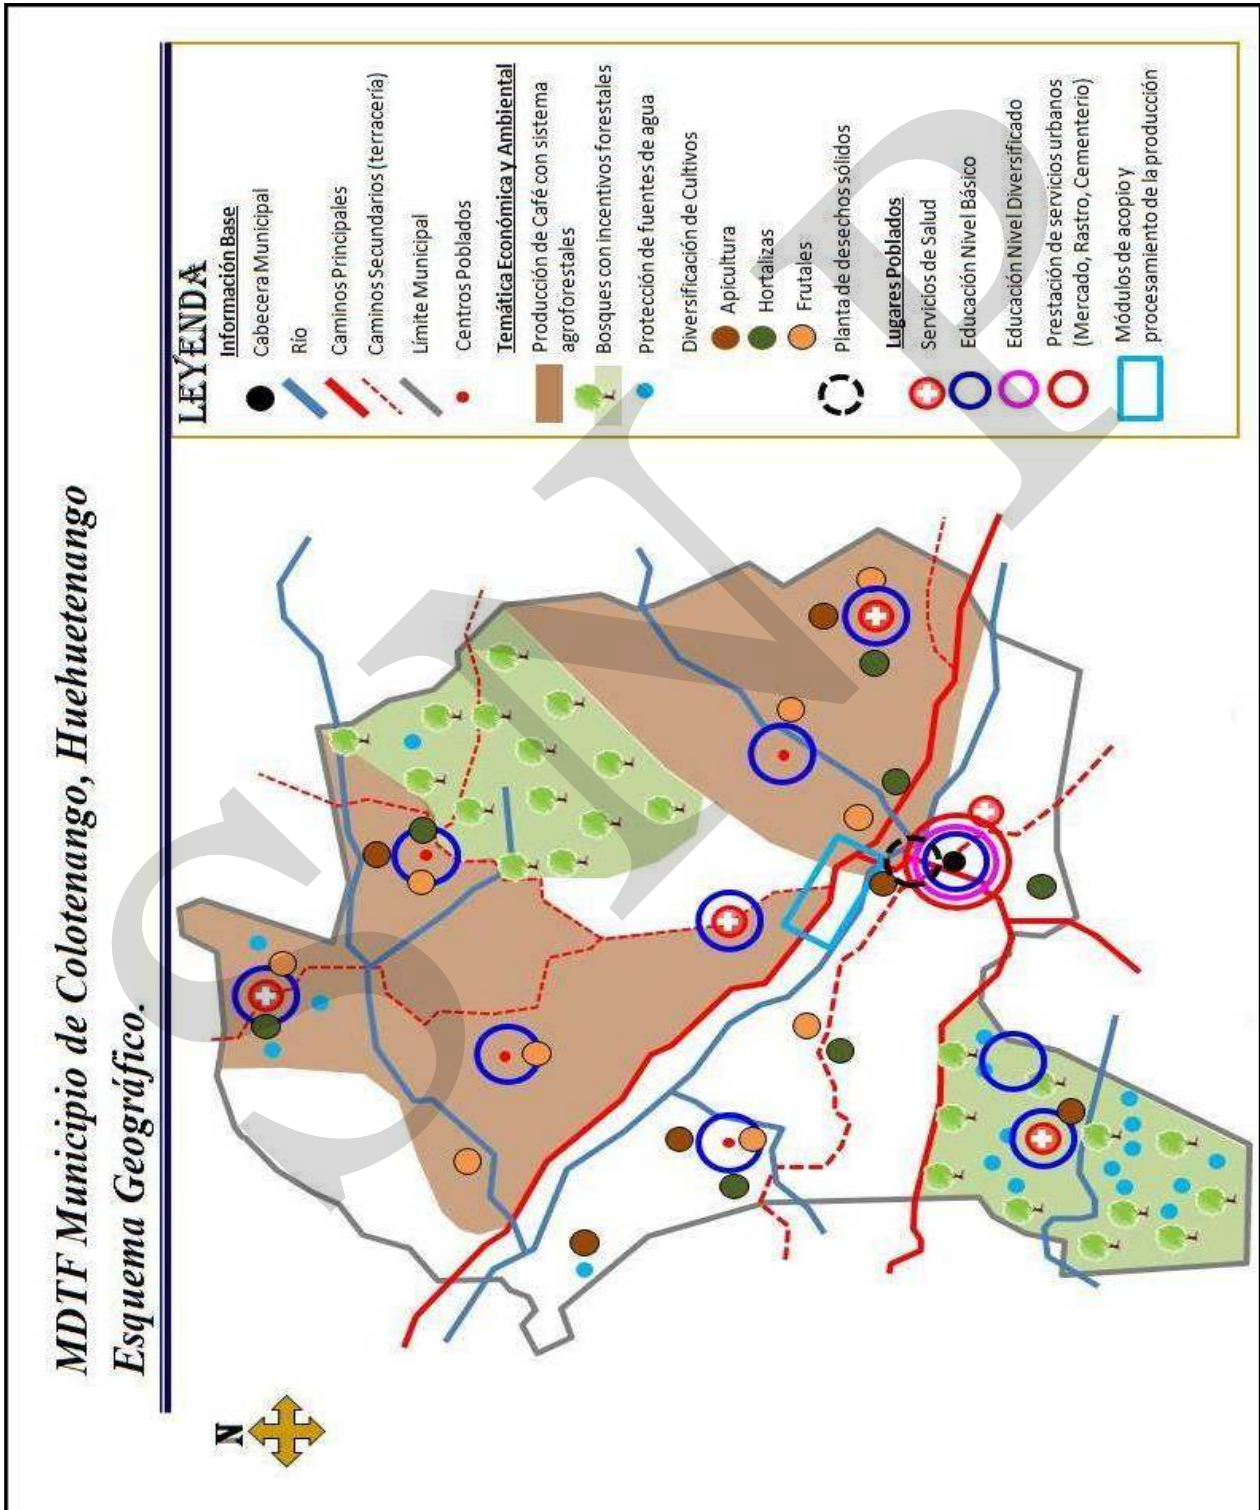 MDTF Municipio de Colotenango, Huehuetenango
Esquema Geográfico.
N
LEYENDA
Información Base
Cabecera Municipal
Río
Caminos Principales
Caminos Secundarios (terracería)
Limite Municipal
Centros Poblados
Temática Económica y Ambiental
Producción de Café con sistema
agroforestales
Bosques con incentivos forestales
Protección de fuentes de agua
Diversificación de Cultivos
Apicultura
Hortalizas
Frutales
Planta de desechos sólidos
Lugares Poblados
Servicios de Salud
Educación Nivel Básico
Educación Nivel Diversificado
Prestación de servicios urbanos
(Mercado, Rastro, Cementerio)
Módulos de acopio y
procesamiento de la producción
SNIP